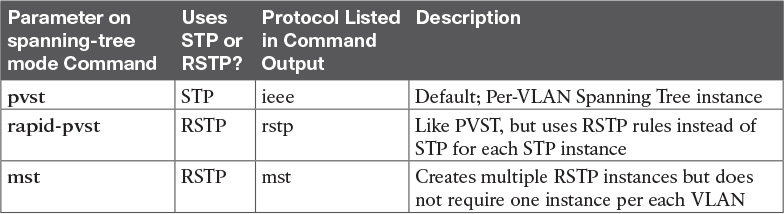 Parameter on spanning-tree mode Command | Uses STP or RSTP? | Protocol Listed in Command Output | Description
pvst | STP | ieee | Default; Per-VLAN Spanning Tree instance
rapid-pvst | RSTP | rstp | Like PVST, but uses RSTP rules instead of STP for each STP instance
mst | RSTP | mst | Creates multiple RSTP instances but does not require one instance per each VLAN